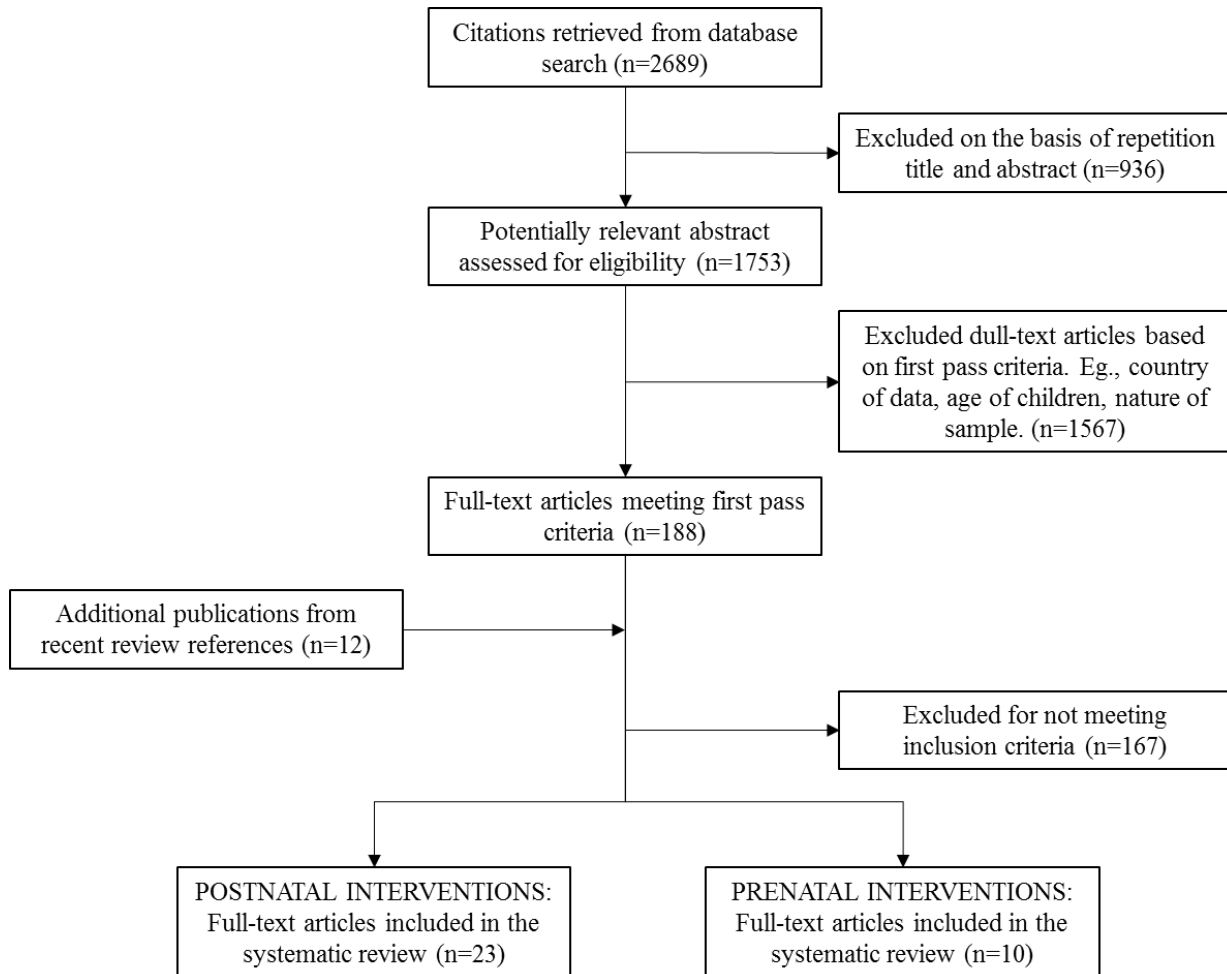 Citations retrieved from database
search (n=2689)
Excluded on the basis of repetition
title and abstract (n=936)
Potentially relevant abstract
assessed for eligibility (n=1753)
Excluded dull-text articles based
on first pass criteria. Eg., country
of data, age of children, nature of
sample. (n=1567)
Full-text articles meeting first pass
criteria (n=188)
Additional publications from
recent review references (n=12)
Excluded for not meeting
inclusion criteria (n=167)
POSTNATAL INTERVENTIONS:
Full-text articles included in the
systematic review (n=23)
PRENATAL INTERVENTIONS:
Full-text articles included in the
systematic review (n=10)